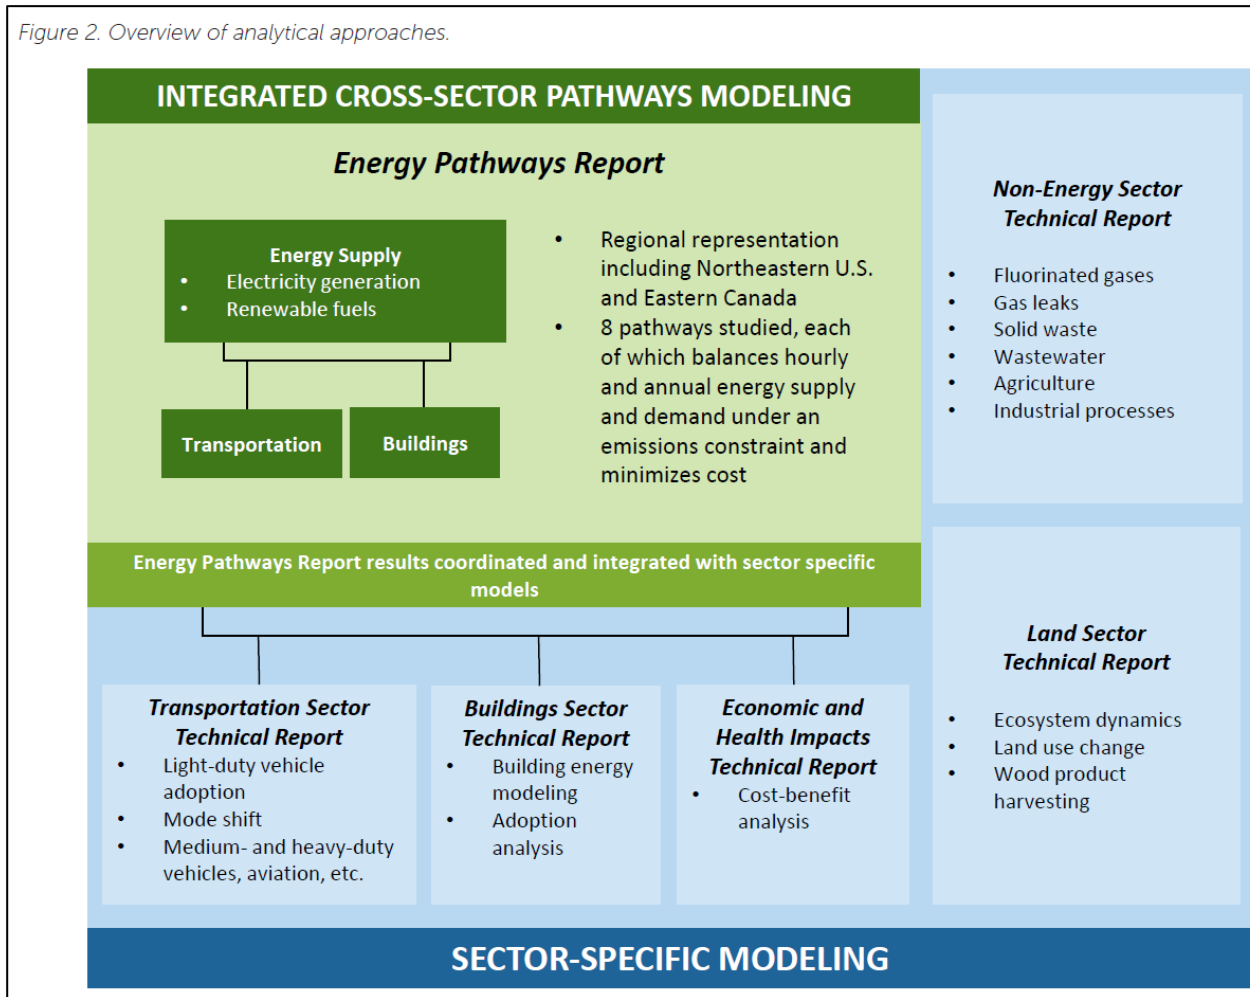 Figure 2. Overview of analytical approaches.
INTEGRATED CROSS-SECTOR PATHWAYS MODELING
Energy Pathways Report
Energy Supply
• Electricity generation
• Renewable fuels
Transportation
Buildings
• Regional representation
including Northeastern U.S.
and Eastern Canada
• 8 pathways studied, each
of which balances hourly
and annual energy supply
and demand under an
emissions constraint and
minimizes cost
Energy Pathways Report results coordinated and integrated with sector specific
models
Transportation Sector
Technical Report
• Light-duty vehicle
adoption
• Mode shift
• Medium- and heavy-duty
vehicles, aviation, etc.
Buildings Sector
Technical Report
• Building energy
modeling
• Adoption
analysis
Economic and
Health Impacts
Technical Report
• Cost-benefit
analysis
Non-Energy Sector
Technical Report
• Fluorinated gases
• Gas leaks
• Solid waste
• Wastewater
• Agriculture
• Industrial processes
Land Sector
Technical Report
• Ecosystem dynamics
• Land use change
• Wood product
harvesting
SECTOR-SPECIFIC MODELING